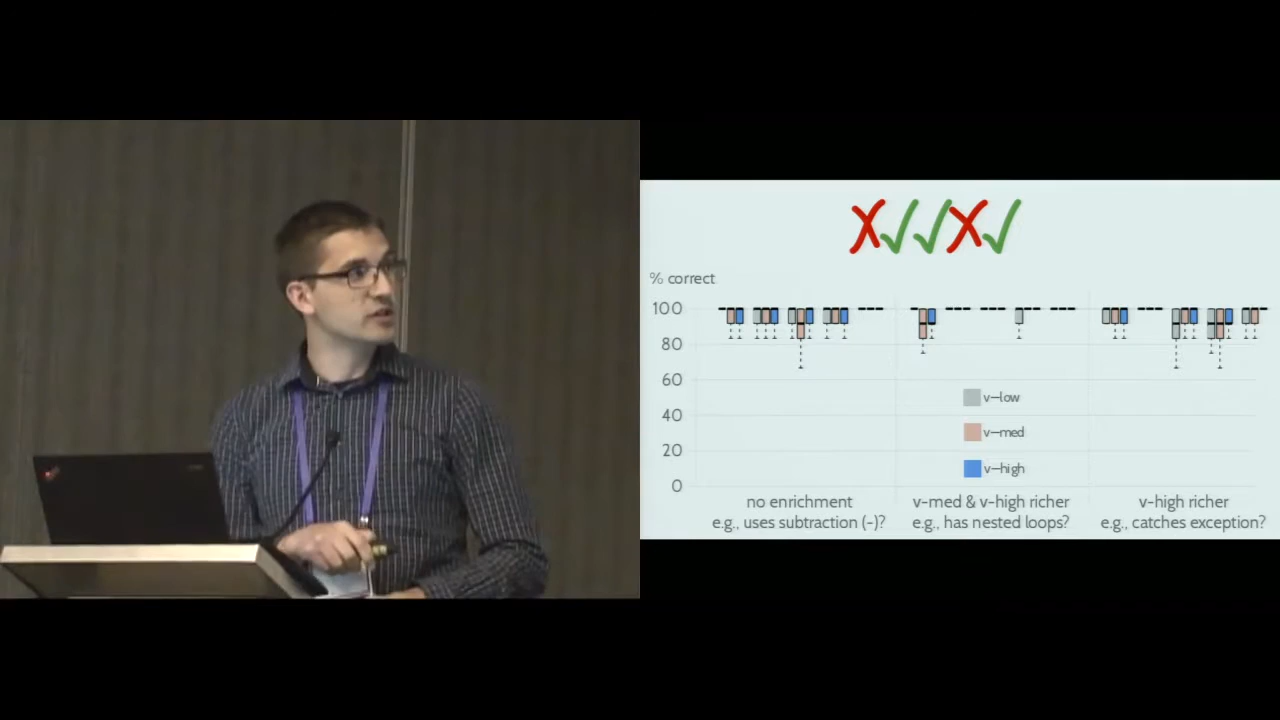 % correct
100
80
60
40
20
0
v–low
v–med
v–high
no enrichment
e.g., uses subtraction (-)?
v-med & v-high richer
e.g., has nested loops?
v-high richer
e.g., catches exception?